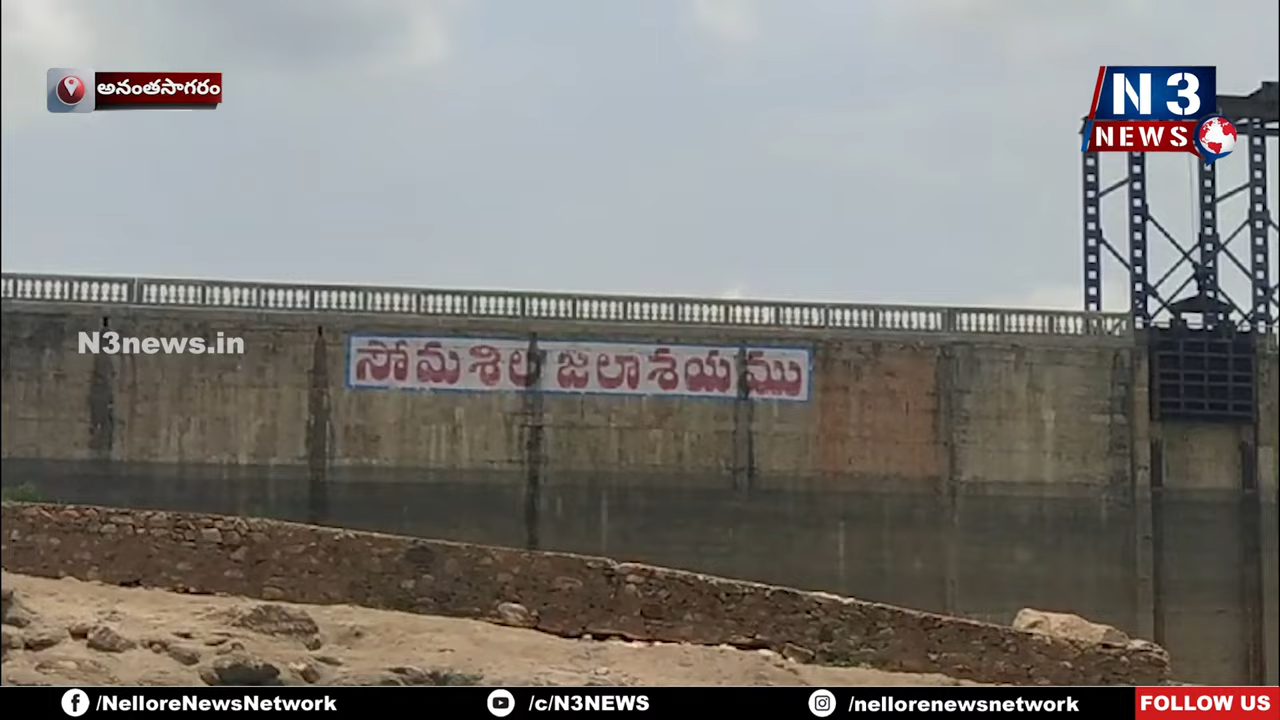 అనంతసాగరం
N3
NEWS
N3news.in
సోమశిల జలాశయము
/NelloreNewsNetwork
/c/N3NEWS
/nellorenewsnetwork
FOLLOW US